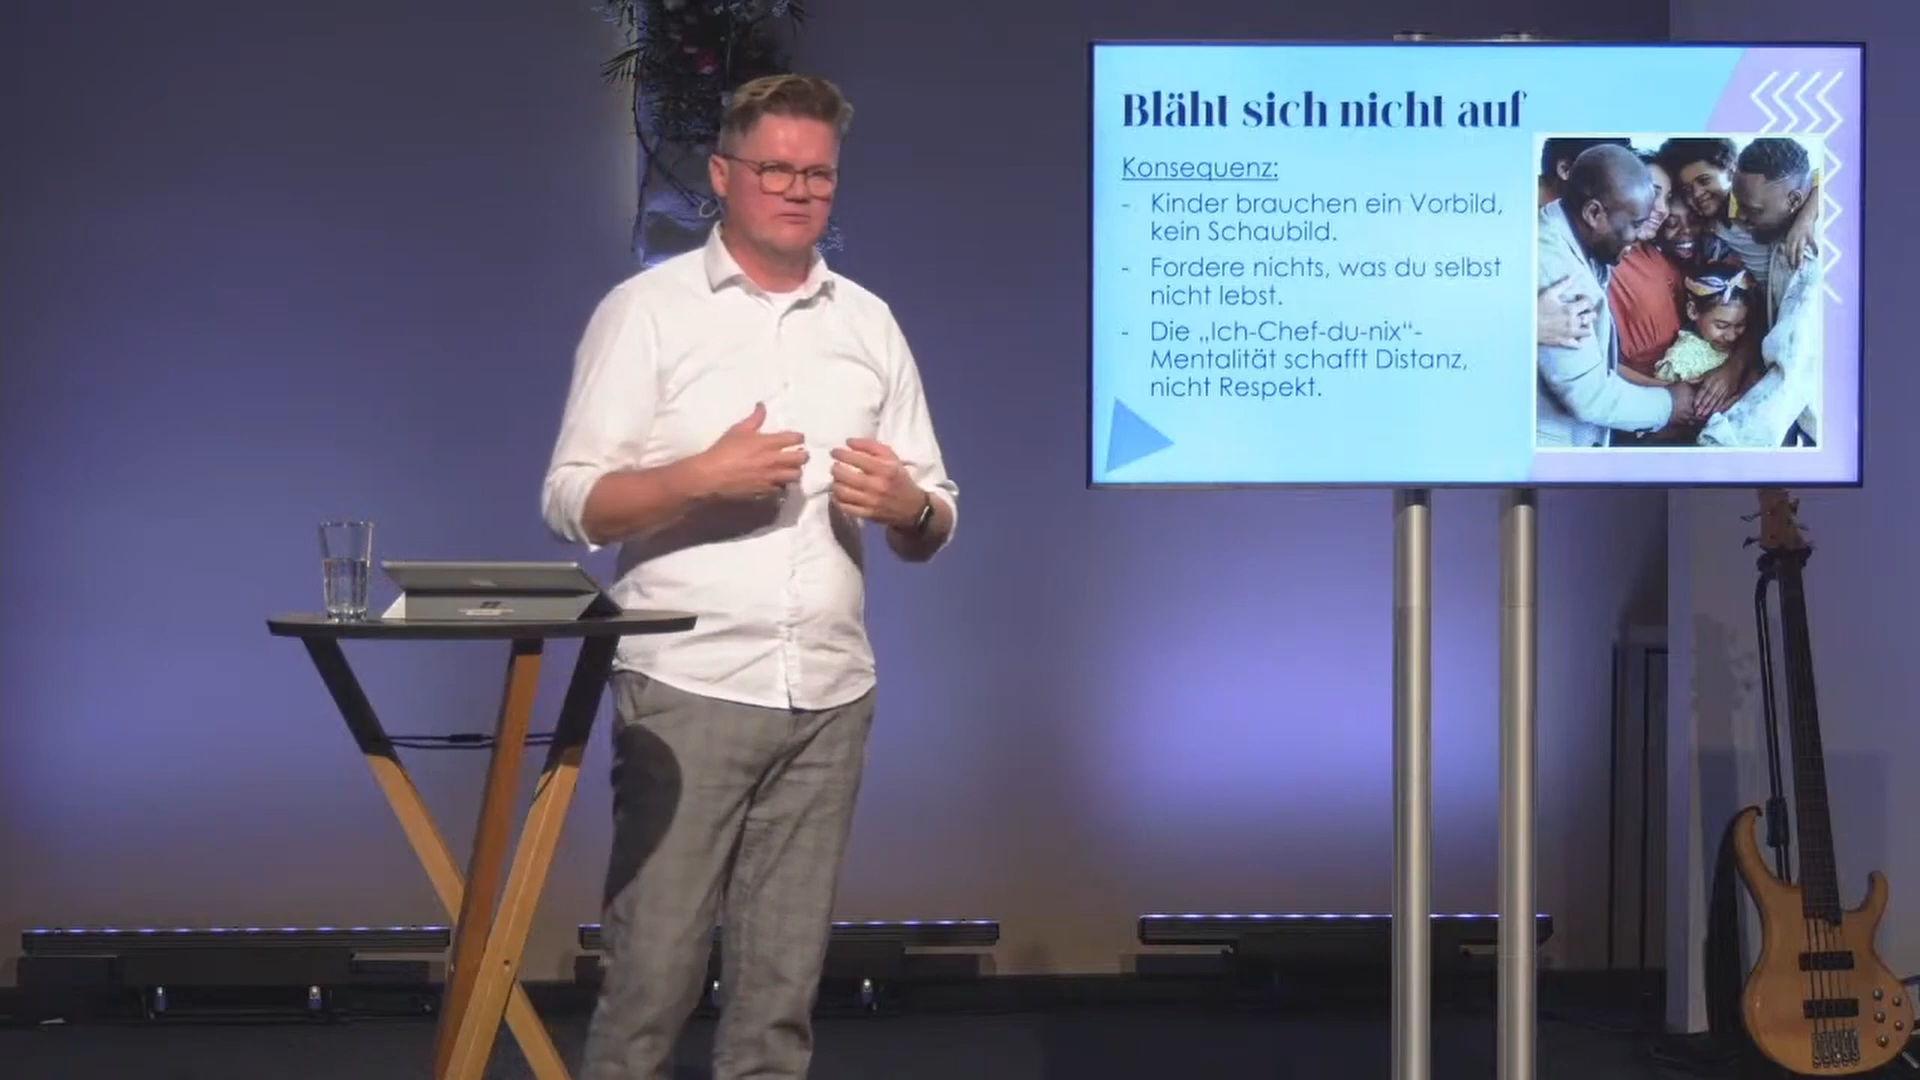 Bläht sich nicht auf
Konsequenz:
- Kinder brauchen ein Vorbild,
kein Schaubild.
- Fordere nichts, was du selbst
nicht lebst.
- Die „Ich-Chef-du-nix“-
Mentalität schafft Distanz,
nicht Respekt.